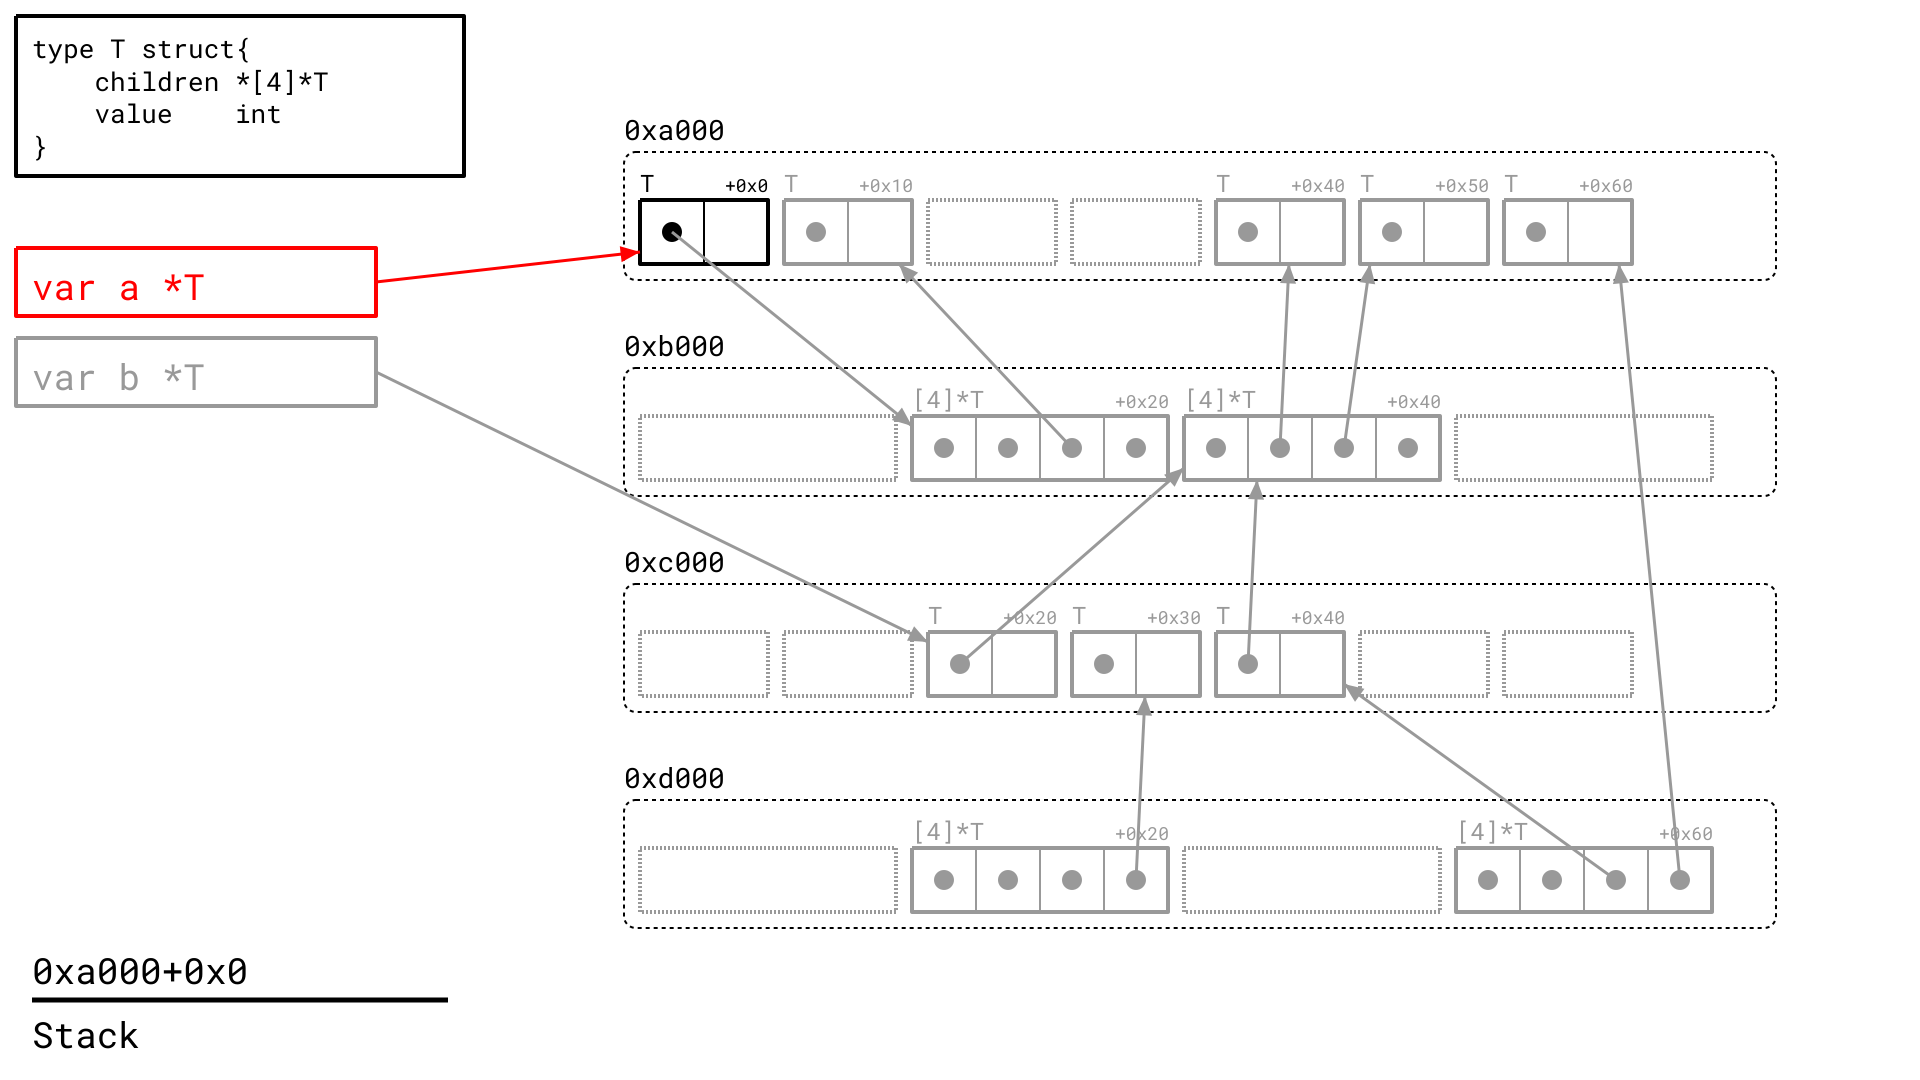 type T struct{
    children *[4]*T
    value    int
}
var a *T
var b *T
0xa000
T +0x0 T +0x10 T +0x40 T +0x50 T +0x60
0xb000
[4]*T +0x20 [4]*T +0x40
0xc000
T +0x20 T +0x30 T +0x40
0xd000
[4]*T +0x20 [4]*T +0x60
0xa000+0x0
Stack